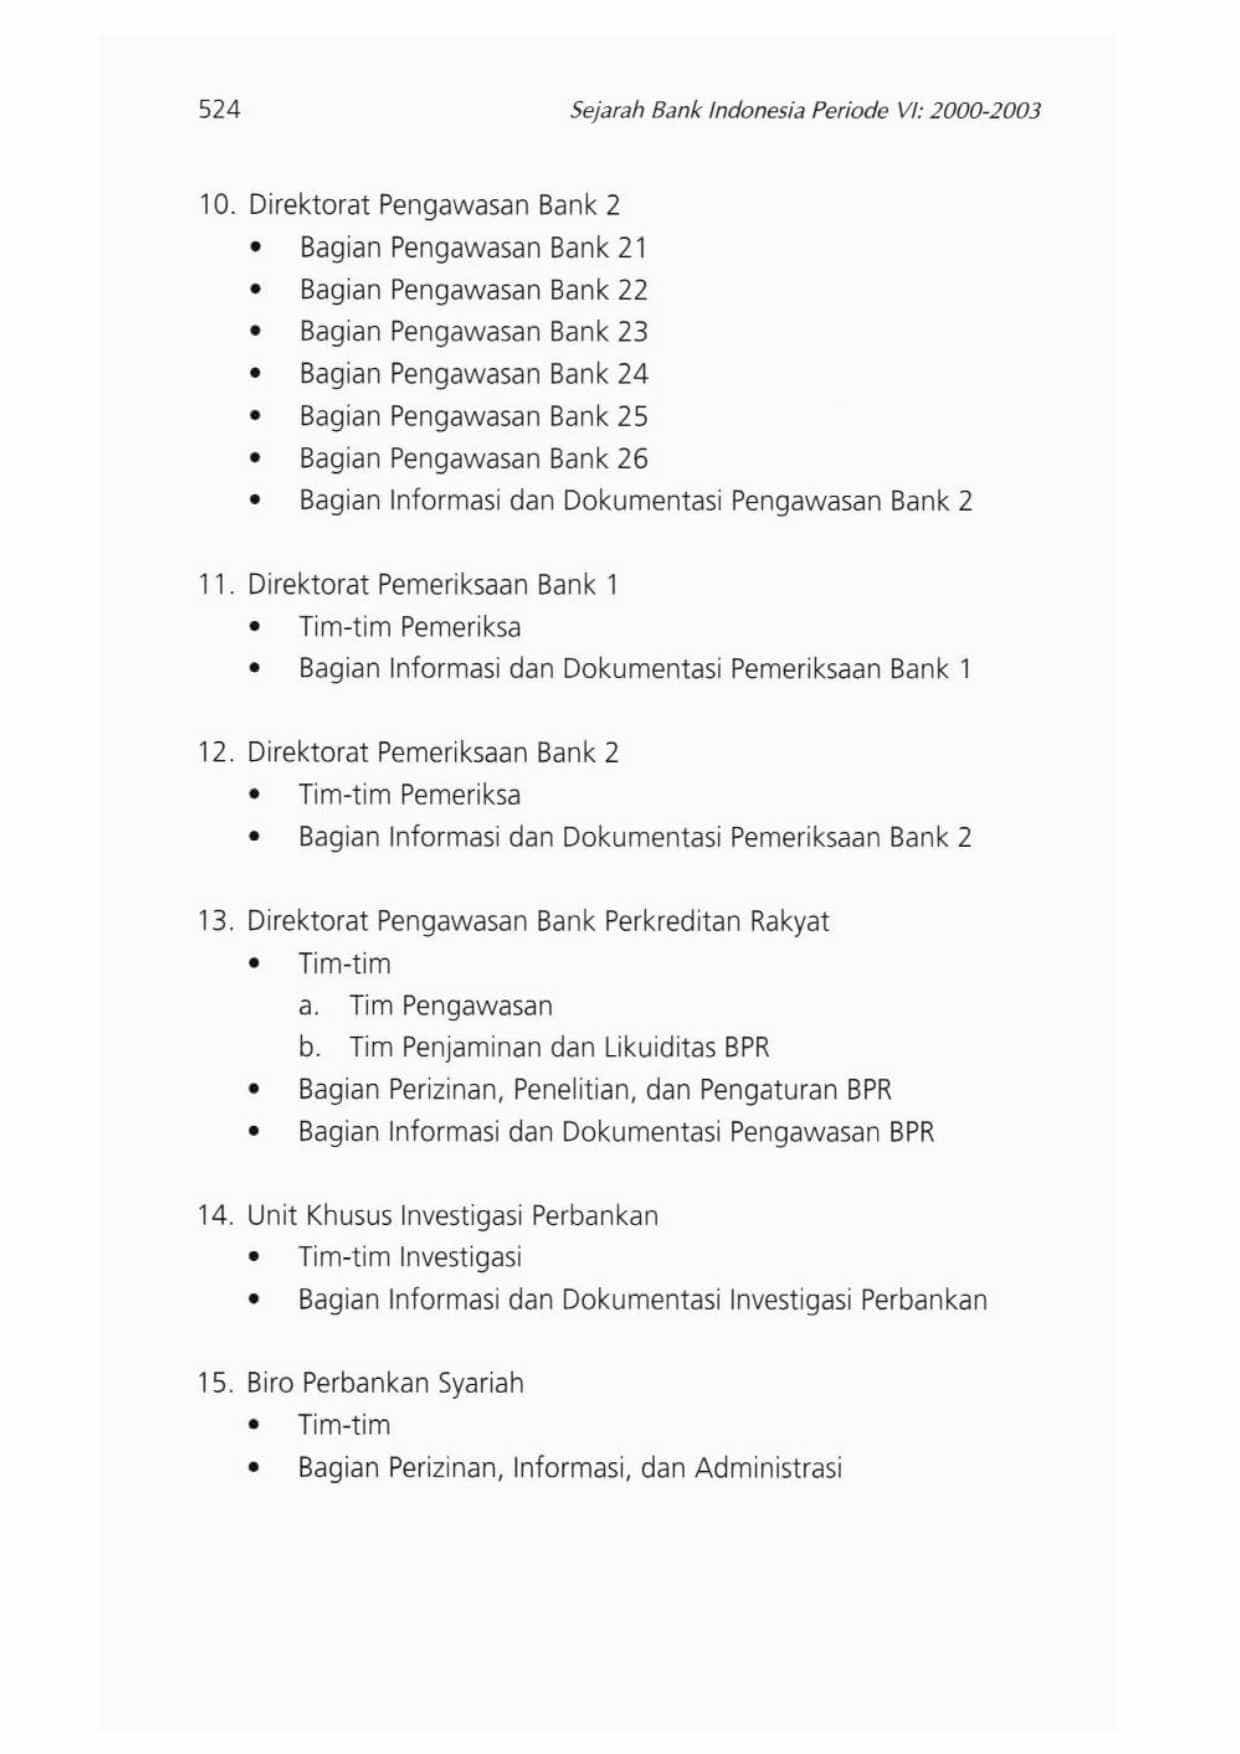 524
Sejarah Bank Indonesia Periode VI: 2000-2003
10. Direktorat Pengawasan Bank 2
• Bagian Pengawasan Bank 21
• Bagian Pengawasan Bank 22
• Bagian Pengawasan Bank 23
• Bagian Pengawasan Bank 24
• Bagian Pengawasan Bank 25
• Bagian Pengawasan Bank 26
• Bagian Informasi dan Dokumentasi Pengawasan Bank 2
11. Direktorat Pemeriksaan Bank 1
• Tim-tim Pemeriksa
• Bagian Informasi dan Dokumentasi Pemeriksaan Bank 1
12. Direktorat Pemeriksaan Bank 2
• Tim-tim Pemeriksa
• Bagian Informasi dan Dokumentasi Pemeriksaan Bank 2
13. Direktorat Pengawasan Bank Perkreditan Rakyat
• Tim-tim
a. Tim Pengawasan
b. Tim Penjaminan dan Likuiditas BPR
• Bagian Perizinan, Penelitian, dan Pengaturan BPR
• Bagian Informasi dan Dokumentasi Pengawasan BPR
14. Unit Khusus Investigasi Perbankan
• Tim-tim Investigasi
• Bagian Informasi dan Dokumentasi Investigasi Perbankan
15. Biro Perbankan Syariah
• Tim-tim
• Bagian Perizinan, Informasi, dan Administrasi